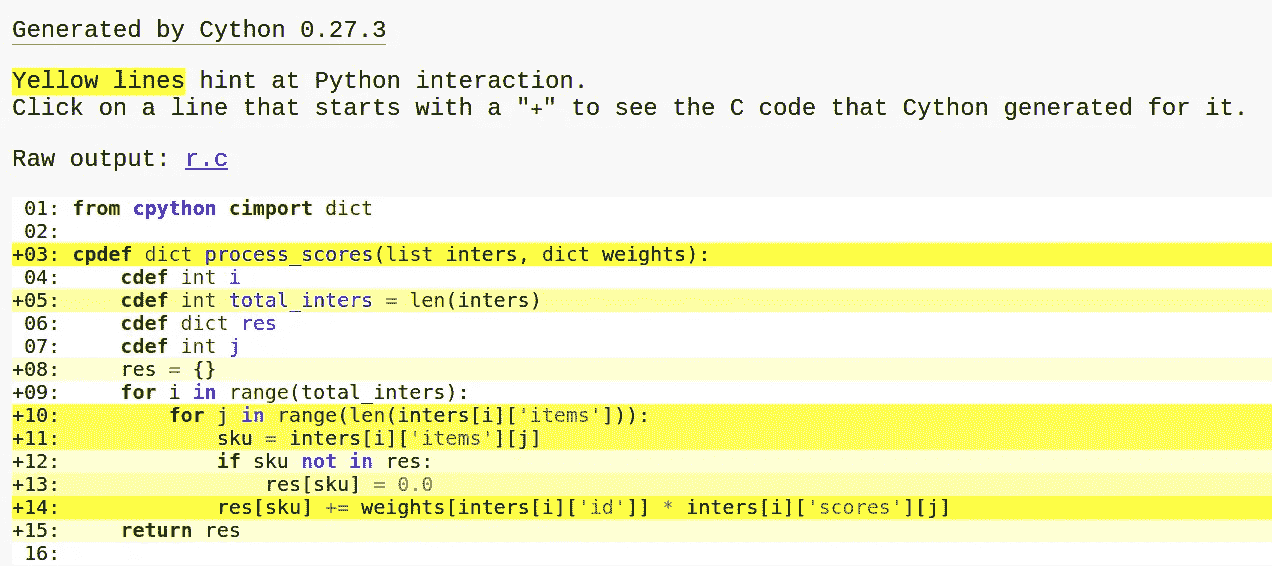 Generated by Cython 0.27.3
Yellow lines hint at Python interaction.
Click on a line that starts with a "+" to see the C code that Cython generated for it.
Raw output: r.c
 01: from cpython cimport dict
 02:
+03: cpdef dict process_scores(list inters, dict weights):
 04:     cdef int i
+05:     cdef int total_inters = len(inters)
 06:     cdef dict res
 07:     cdef int j
+08:     res = {}
+09:     for i in range(total_inters):
+10:         for j in range(len(inters[i]['items'])):
+11:             sku = inters[i]['items'][j]
+12:             if sku not in res:
+13:                 res[sku] = 0.0
+14:             res[sku] += weights[inters[i]['id']] * inters[i]['scores'][j]
+15:     return res
 16: